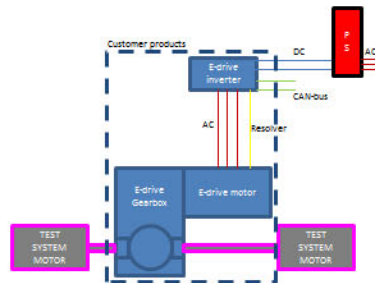 Customer products
P
S
DC
AC
E-drive
inverter
CAN-bus
AC
Resolver
E-drive
Gearbox
E-drive motor
TEST
SYSTEM
MOTOR
TEST
SYSTEM
MOTOR